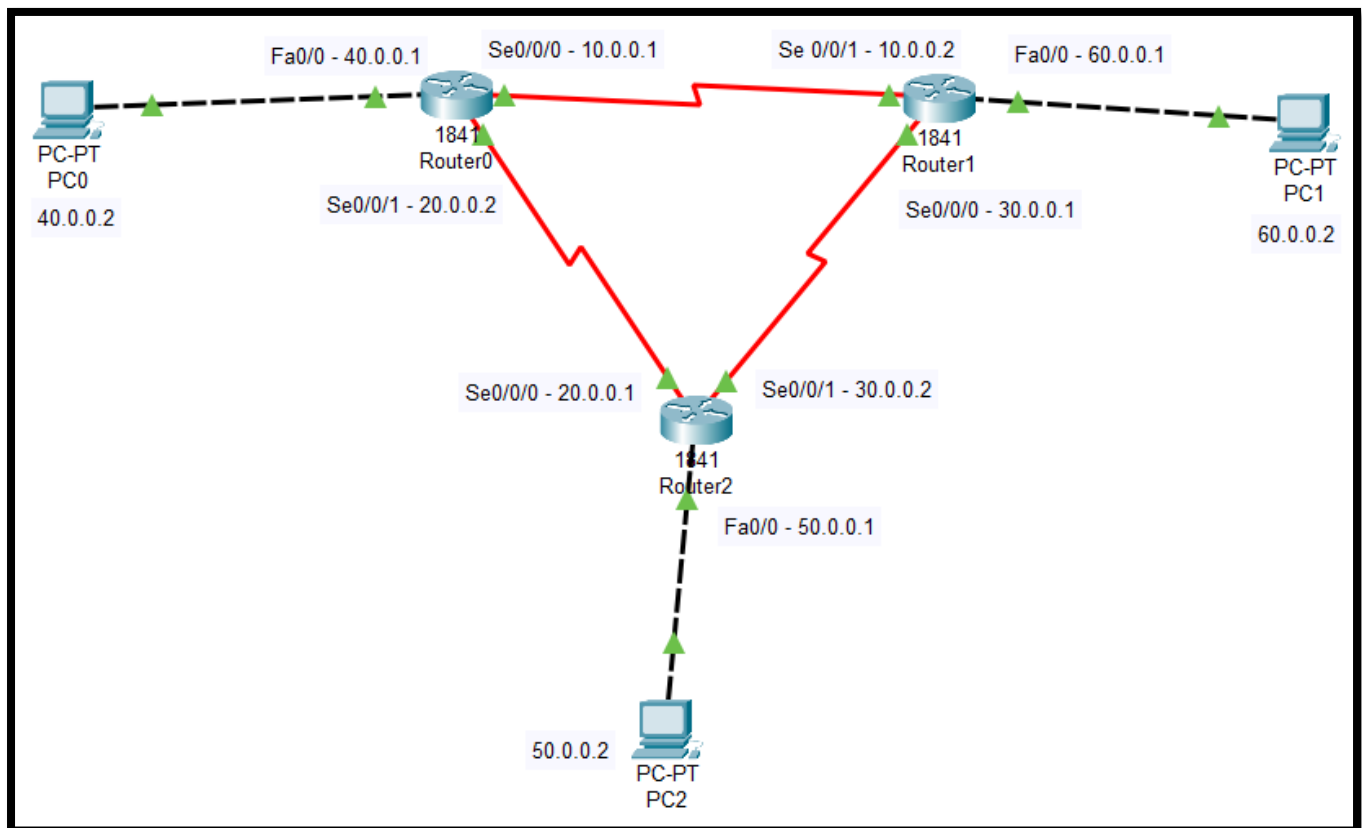 Fa0/0 - 40.0.0.1
Se0/0/0 - 10.0.0.1
Se 0/0/1 - 10.0.0.2
Fa0/0 - 60.0.0.1
PC-PT
PC0
40.0.0.2
1841
Router0
1841
Router1
PC-PT
PC1
60.0.0.2
Se0/0/1 - 20.0.0.2
Se0/0/0 - 30.0.0.1
Se0/0/0 - 20.0.0.1
Se0/0/1 - 30.0.0.2
1841
Router2
Fa0/0 - 50.0.0.1
50.0.0.2
PC-PT
PC2